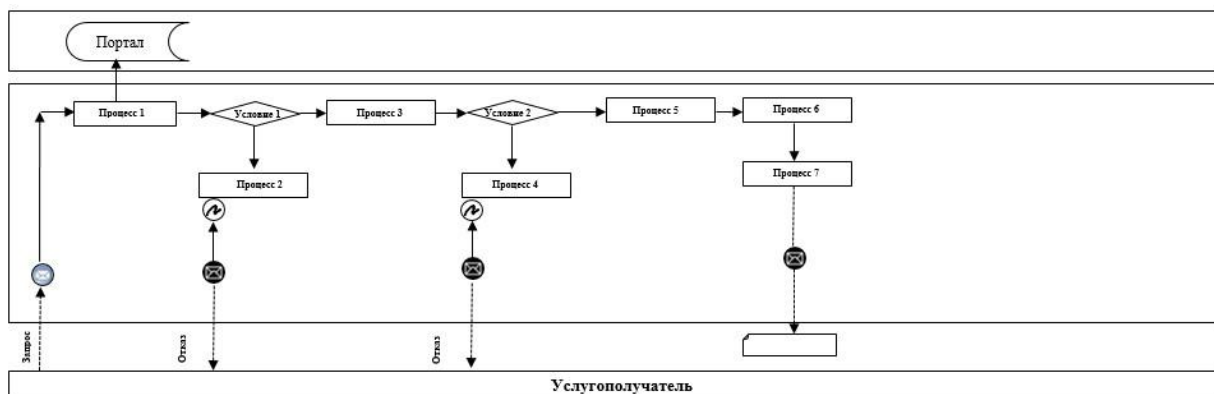 Портал
Процесс 1
Условие 1
Процесс 3
Условие 2
Процесс 5
Процесс 6
Процесс 2
Процесс 4
Процесс 7
Запрос
Отказ
Отказ
Услугополучатель